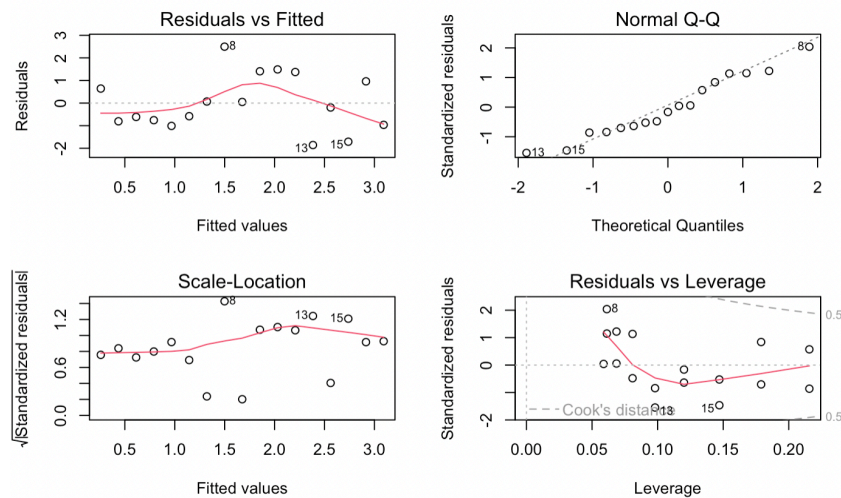 Residuals vs Fitted
Residuals
3
2
1
0
-2
8
13
15
0.5 1.0 1.5 2.0 2.5 3.0
Fitted values
Normal Q-Q
Standardized residuals
2
1
0
-1
8
13
15
-2 -1 0 1 2
Theoretical Quantiles
Scale-Location
√|Standardized residuals|
1.2
0.6
0.0
8
13
15
0.5 1.0 1.5 2.0 2.5 3.0
Fitted values
Residuals vs Leverage
Standardized residuals
2
1
0
-2
8
13
15
Cook's distance
0.5
0.5
0.00 0.05 0.10 0.15 0.20
Leverage